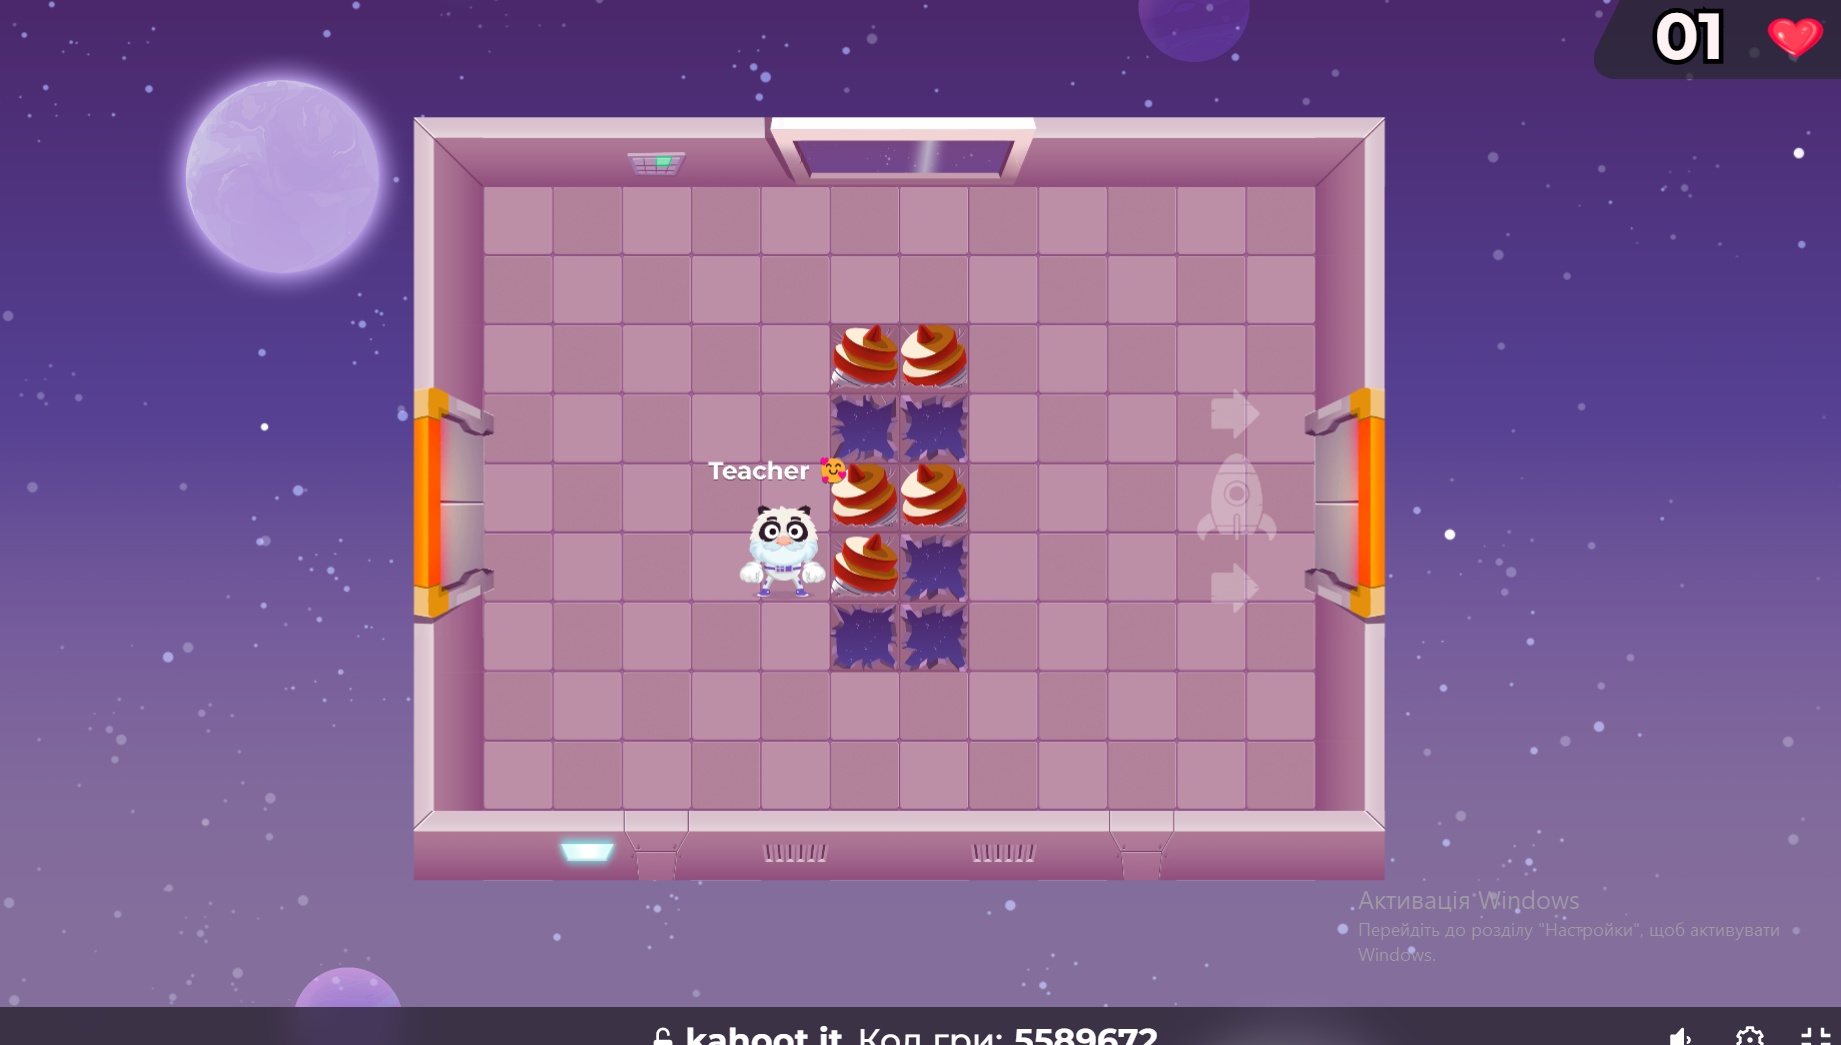 01
Teacher 🥰
Активація Windows
Перейдіть до розділу "Настройки", щоб активувати
Windows.
kahoot.it Код гри: 5589672